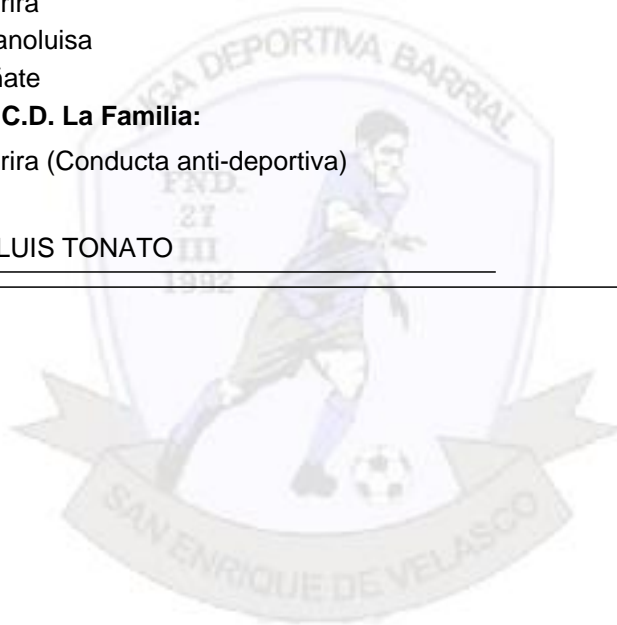 rira
anoluisa
ñate
C.D. La Familia:
rira (Conducta anti-deportiva)
LUIS TONATO
LIGA DEPORTIVA BARRIAL
FND.
27
III
1992
SAN ENRIQUE DE VELASCO